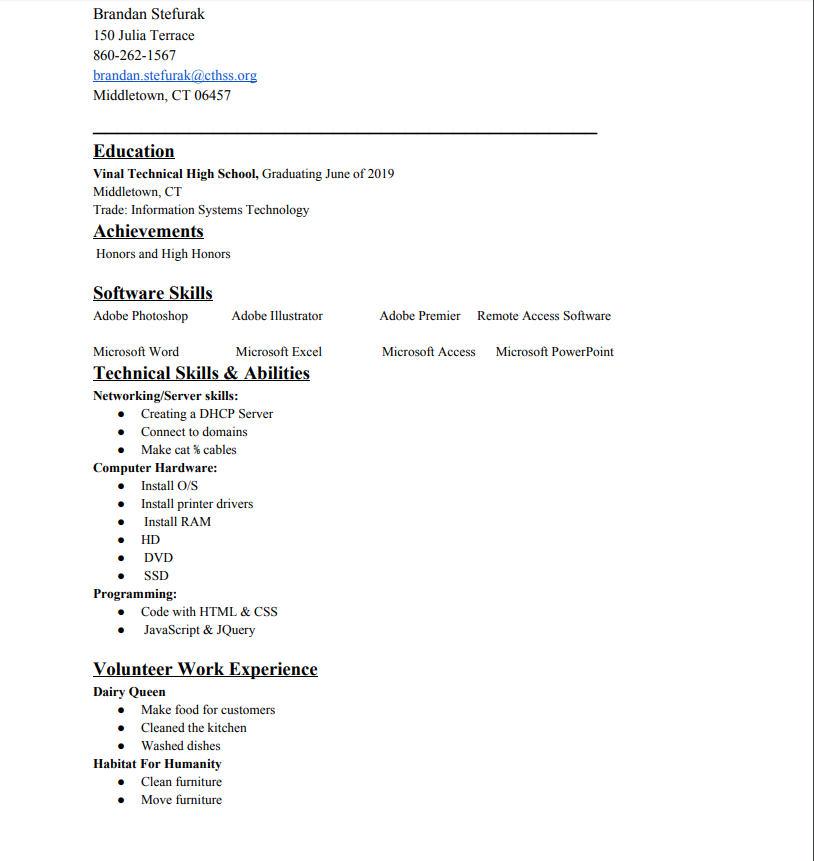 Brandan Stefurak
150 Julia Terrace
860-262-1567
brandan.stefurak@cthss.org
Middletown, CT 06457
Education
Vinal Technical High School, Graduating June of 2019
Middletown, CT
Trade: Information Systems Technology
Achievements
Honors and High Honors
Software Skills
Adobe Photoshop Adobe Illustrator Adobe Premier Remote Access Software
Microsoft Word Microsoft Excel Microsoft Access Microsoft PowerPoint
Technical Skills & Abilities
Networking/Server skills:
● Creating a DHCP Server
● Connect to domains
● Make cat cables
Computer Hardware:
● Install O/S
● Install printer drivers
● Install RAM
● HD
● DVD
● SSD
Programming:
● Code with HTML & CSS
● JavaScript & JQuery
Volunteer Work Experience
Dairy Queen
● Make food for customers
● Cleaned the kitchen
● Washed dishes
Habitat For Humanity
● Clean furniture
● Move furniture